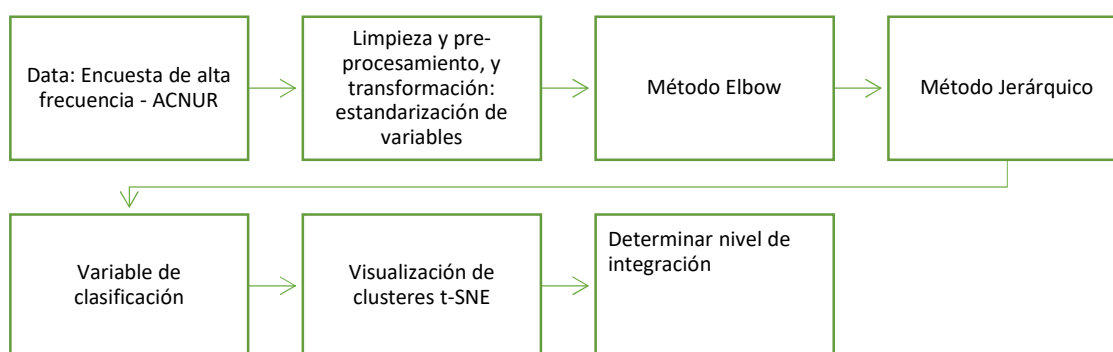 Data: Encuesta de alta
frecuencia - ACNUR
Limpieza y pre-
procesamiento, y
transformación:
estandarización de
variables
Método Elbow
Método Jerárquico
Variable de
clasificación
Visualización de
clusteres t-SNE
Determinar nivel de
integración